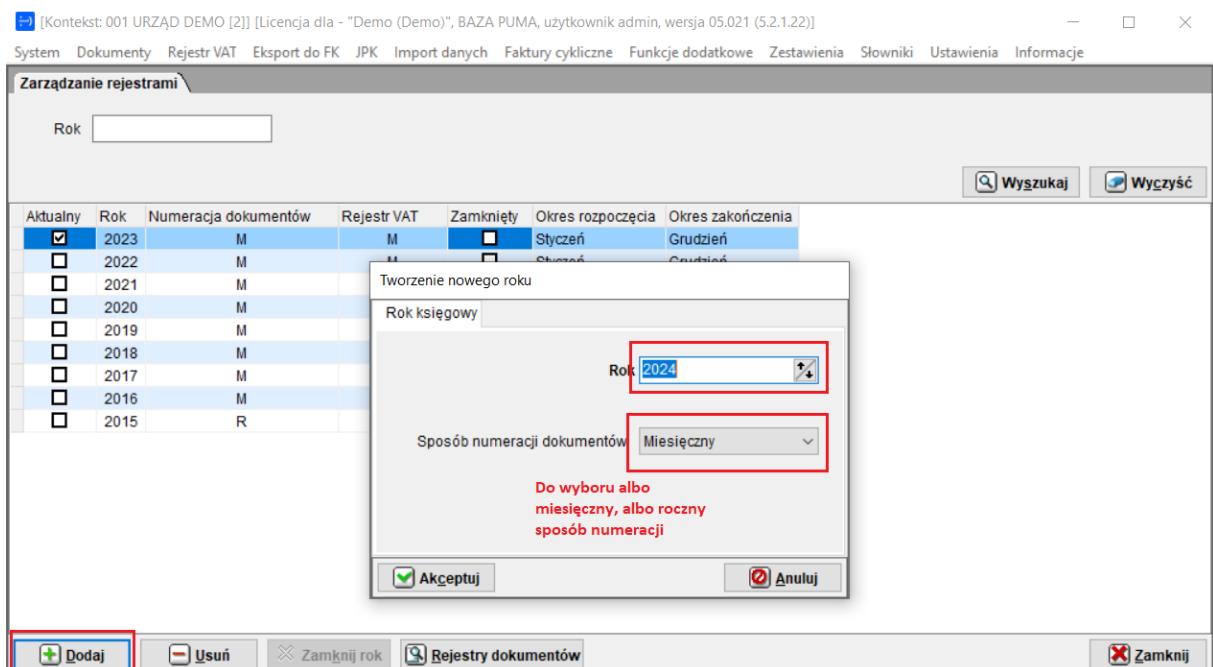 [Kontekst: 001 URZĄD DEMO [2]] [Licencja dla - "Demo (Demo)", BAZA PUMA, użytkownik admin, wersja 05.021 (5.2.1.22)]
System Dokumenty Rejestr VAT Eksport do FK JPK Import danych Faktury cykliczne Funkcje dodatkowe Zestawienia Słowniki Ustawienia Informacje
Zarządzanie rejestrami
Rok
Wyszukaj Wyczyść
Aktualny Rok Numeracja dokumentów Rejestr VAT Zamknięty Okres rozpoczęcia Okres zakończenia
2023 M M Styczeń Grudzień
2022 M M Styczeń Grudzień
2021 M
2020 M
2019 M
2018 M
2017 M
2016 M
2015 R
Tworzenie nowego roku
Rok księgowy
Rok 2024
Sposób numeracji dokumentów Miesięczny
Do wyboru albo
miesięczny, albo roczny
sposób numeracji
Akceptuj Anuluj
Dodaj Usuń Zamknij rok Rejestry dokumentów Zamknij